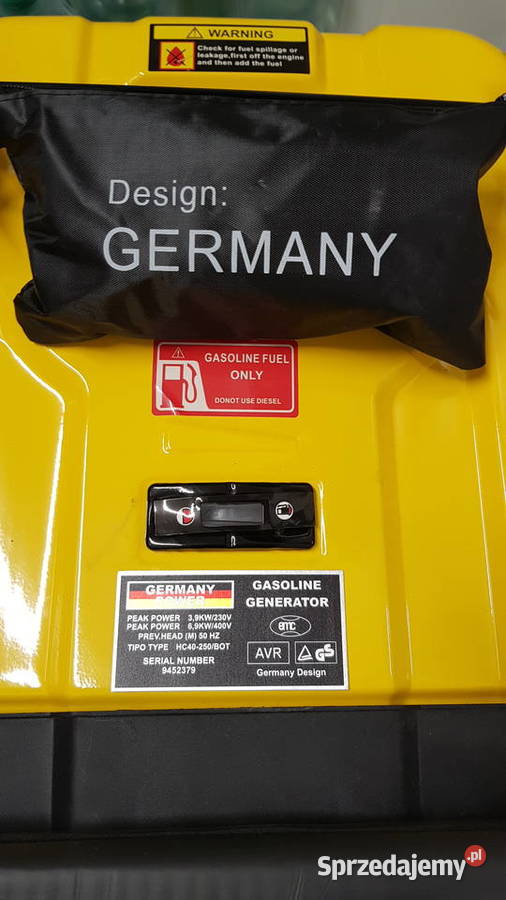 WARNING
Check for fuel spillage or
leakage,first off the engine
and then add the fuel
Design:
GERMANY
GASOLINE FUEL
ONLY
DONOT USE DIESEL
GERMANY
POWER
PEAK POWER 3,9KW/230V
PEAK POWER 6,9KW/400V
PREV.HEAD (M) 50 HZ
TIPO TYPE HC40-250/BOT
SERIAL NUMBER
9452379
GASOLINE
GENERATOR
AVR
GS
Germany Design
Sprzedajemy.pl